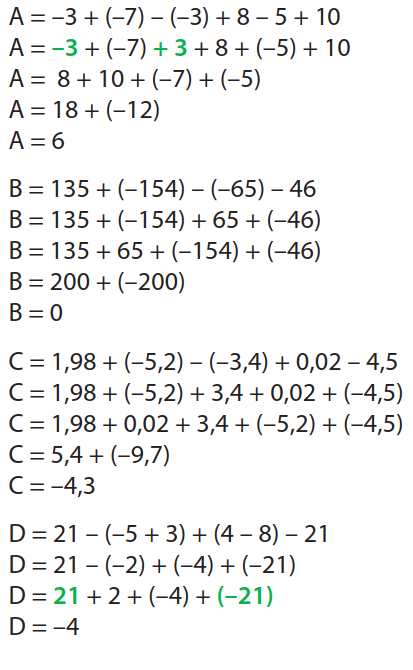 A = –3 + (–7) – (–3) + 8 – 5 + 10
A = –3 + (–7) + 3 + 8 + (–5) + 10
A = 8 + 10 + (–7) + (–5)
A = 18 + (–12)
A = 6
B = 135 + (–154) – (–65) – 46
B = 135 + (–154) + 65 + (–46)
B = 135 + 65 + (–154) + (–46)
B = 200 + (–200)
B = 0
C = 1,98 + (–5,2) – (–3,4) + 0,02 – 4,5
C = 1,98 + (–5,2) + 3,4 + 0,02 + (–4,5)
C = 1,98 + 0,02 + 3,4 + (–5,2) + (–4,5)
C = 5,4 + (–9,7)
C = –4,3
D = 21 – (–5 + 3) + (4 – 8) – 21
D = 21 – (–2) + (–4) + (–21)
D = 21 + 2 + (–4) + (–21)
D = –4